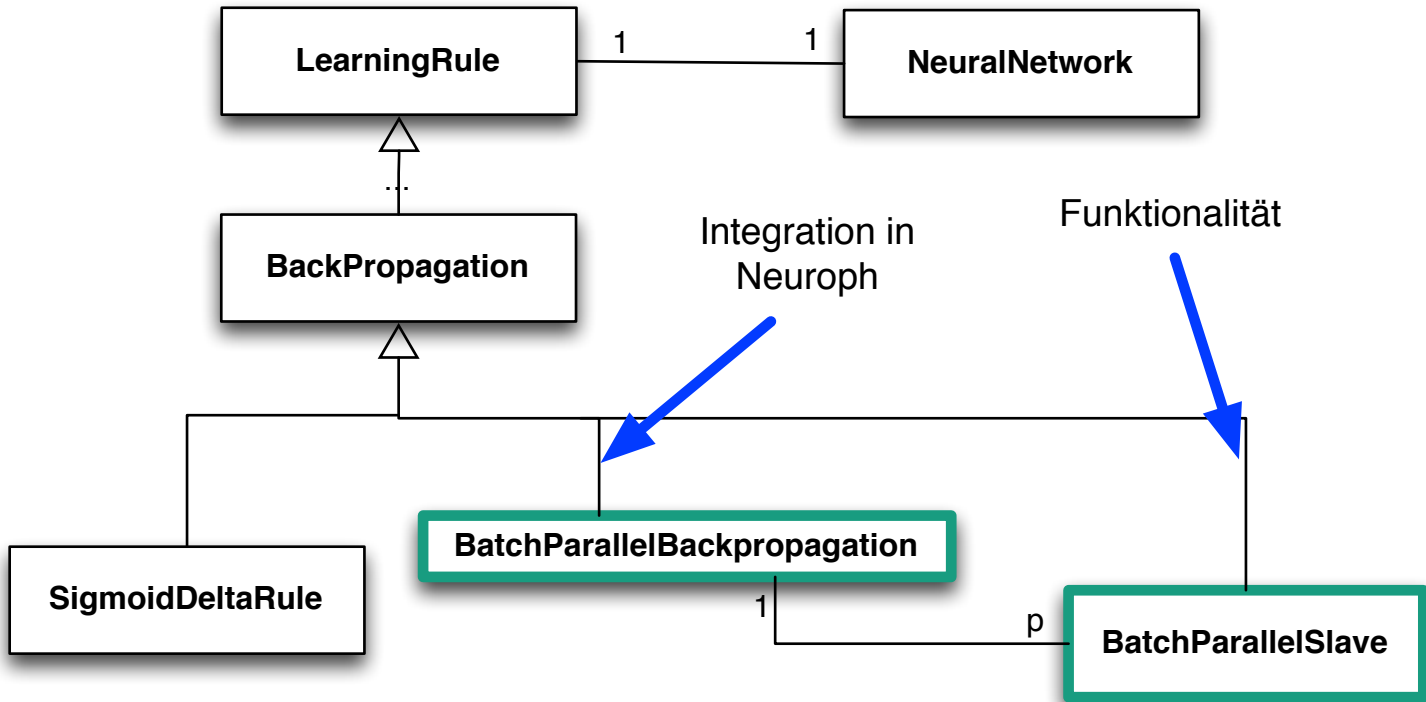 LearningRule
1
1
NeuralNetwork
...
BackPropagation
Integration in
Neuroph
Funktionalität
BatchParallelBackpropagation
SigmoidDeltaRule
1
p
BatchParallelSlave